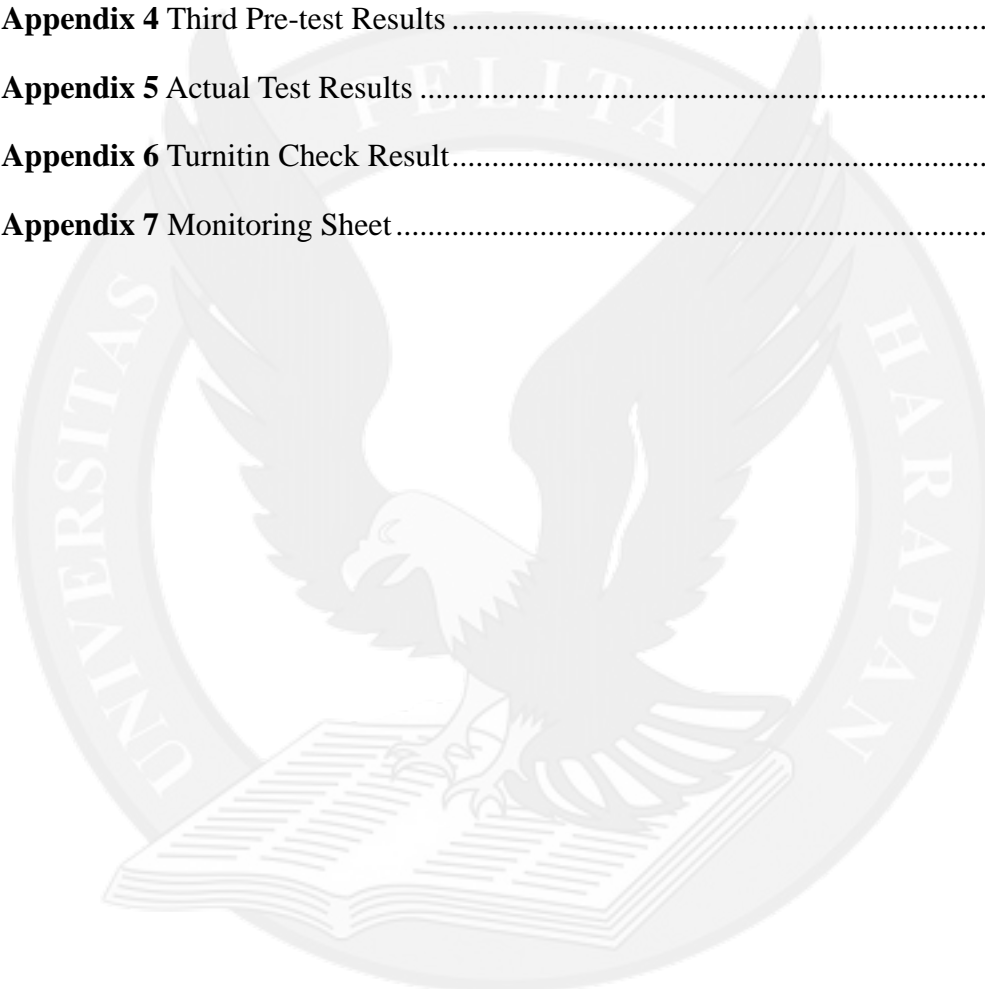 Appendix 4 Third Pre-test Results ........................................................................
Appendix 5 Actual Test Results ............................................................................
Appendix 6 Turnitin Check Result........................................................................
Appendix 7 Monitoring Sheet ...............................................................................
UNIVERSITAS PELITA HARAPAN